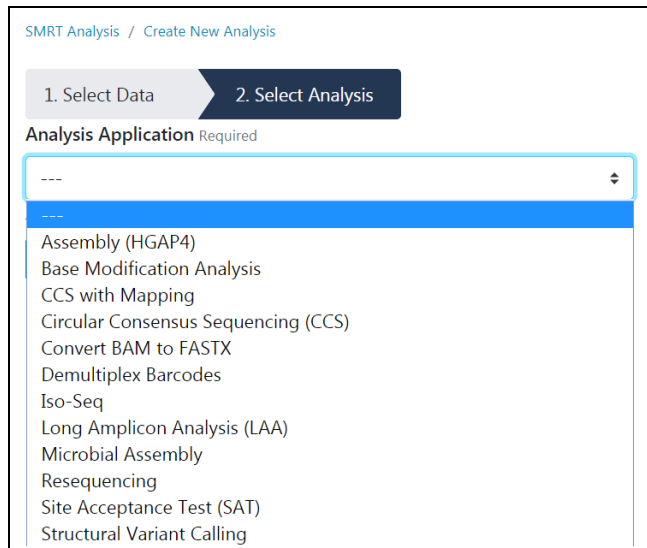 SMRT Analysis / Create New Analysis
1. Select Data 2. Select Analysis
Analysis Application Required
---
---
Assembly (HGAP4)
Base Modification Analysis
CCS with Mapping
Circular Consensus Sequencing (CCS)
Convert BAM to FASTX
Demultiplex Barcodes
Iso-Seq
Long Amplicon Analysis (LAA)
Microbial Assembly
Resequencing
Site Acceptance Test (SAT)
Structural Variant Calling